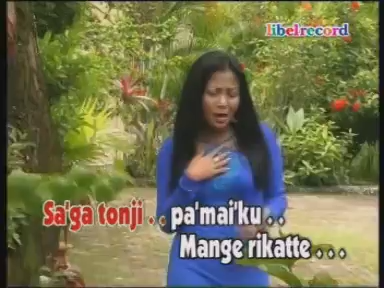 libelrecord
Sa'ga tonji . . pa'mai'ku . .
Mange rikatte . . .